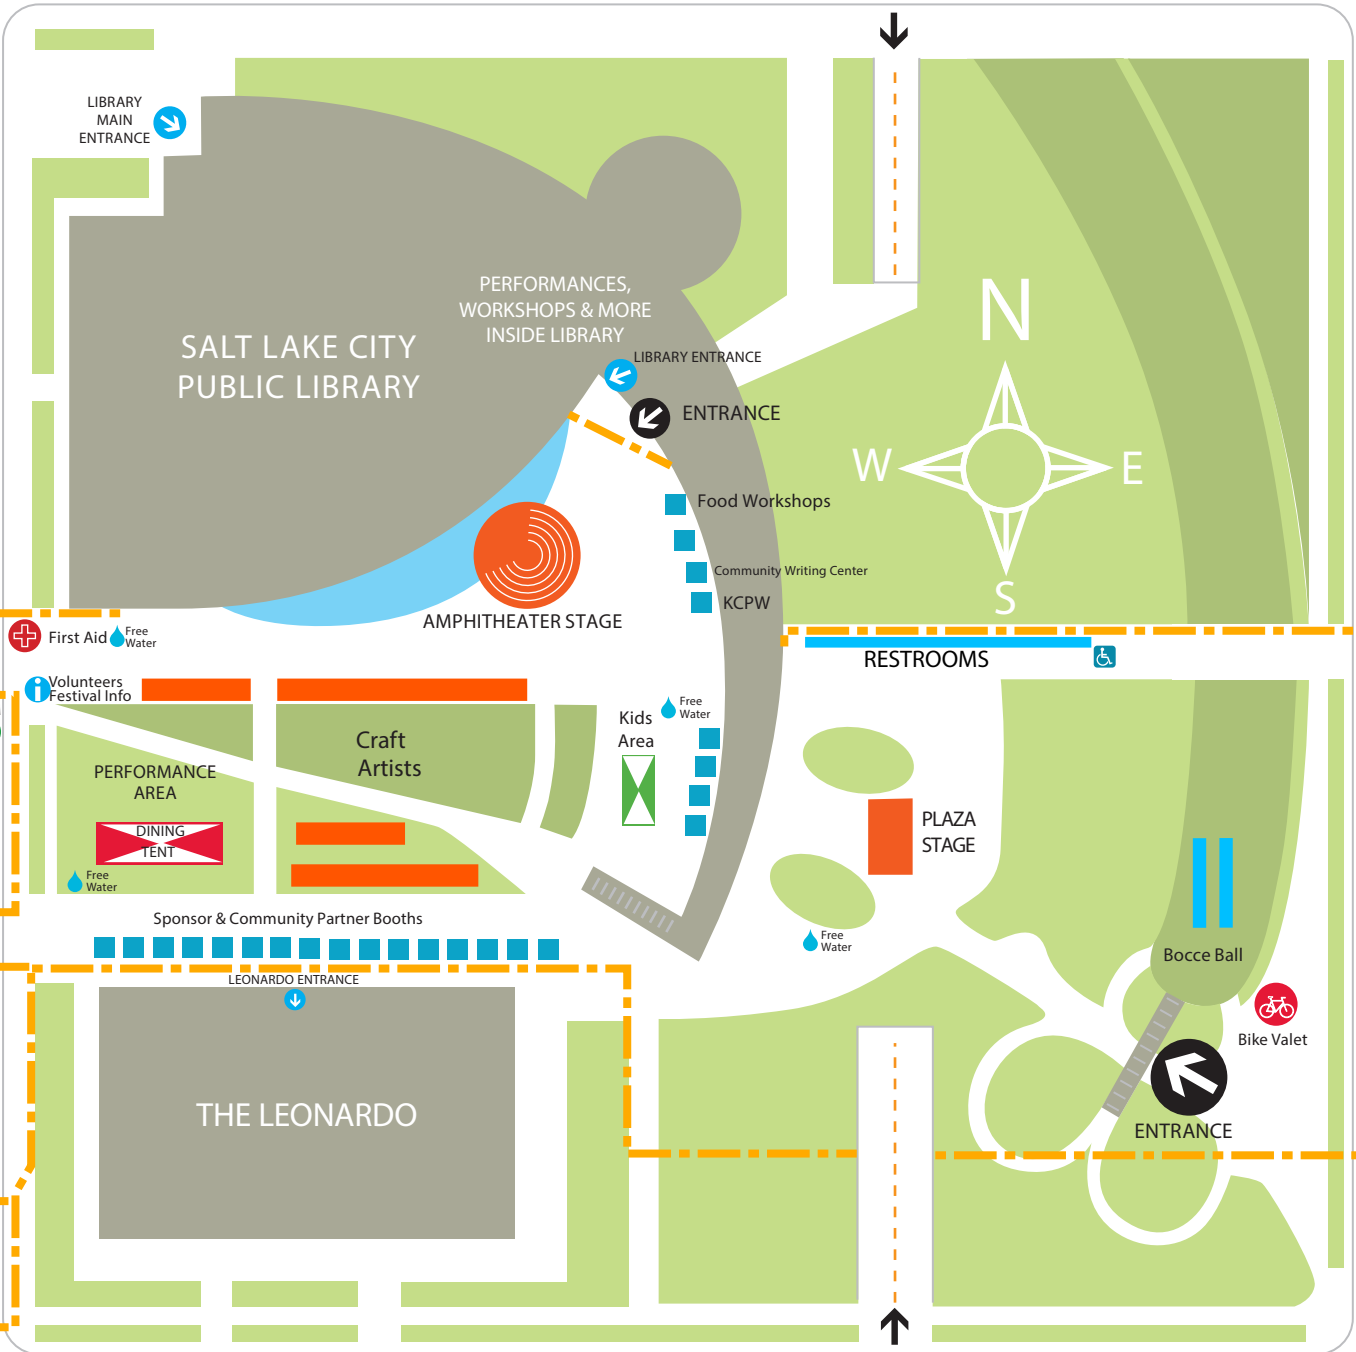 LIBRARY
MAIN
ENTRANCE
PERFORMANCES,
WORKSHOPS & MORE
INSIDE LIBRARY
SALT LAKE CITY
PUBLIC LIBRARY
LIBRARY ENTRANCE
ENTRANCE
N
W
E
S
Food Workshops
Community Writing Center
KCPW
AMPHITHEATER STAGE
First Aid
Free
Water
RESTROOMS
Volunteers
Festival Info
Kids
Area
Free
Water
Craft
Artists
PERFORMANCE
AREA
DINING
TENT
Free
Water
PLAZA
STAGE
Free
Water
Sponsor & Community Partner Booths
Bocce Ball
LEONARDO ENTRANCE
Bike Valet
THE LEONARDO
ENTRANCE